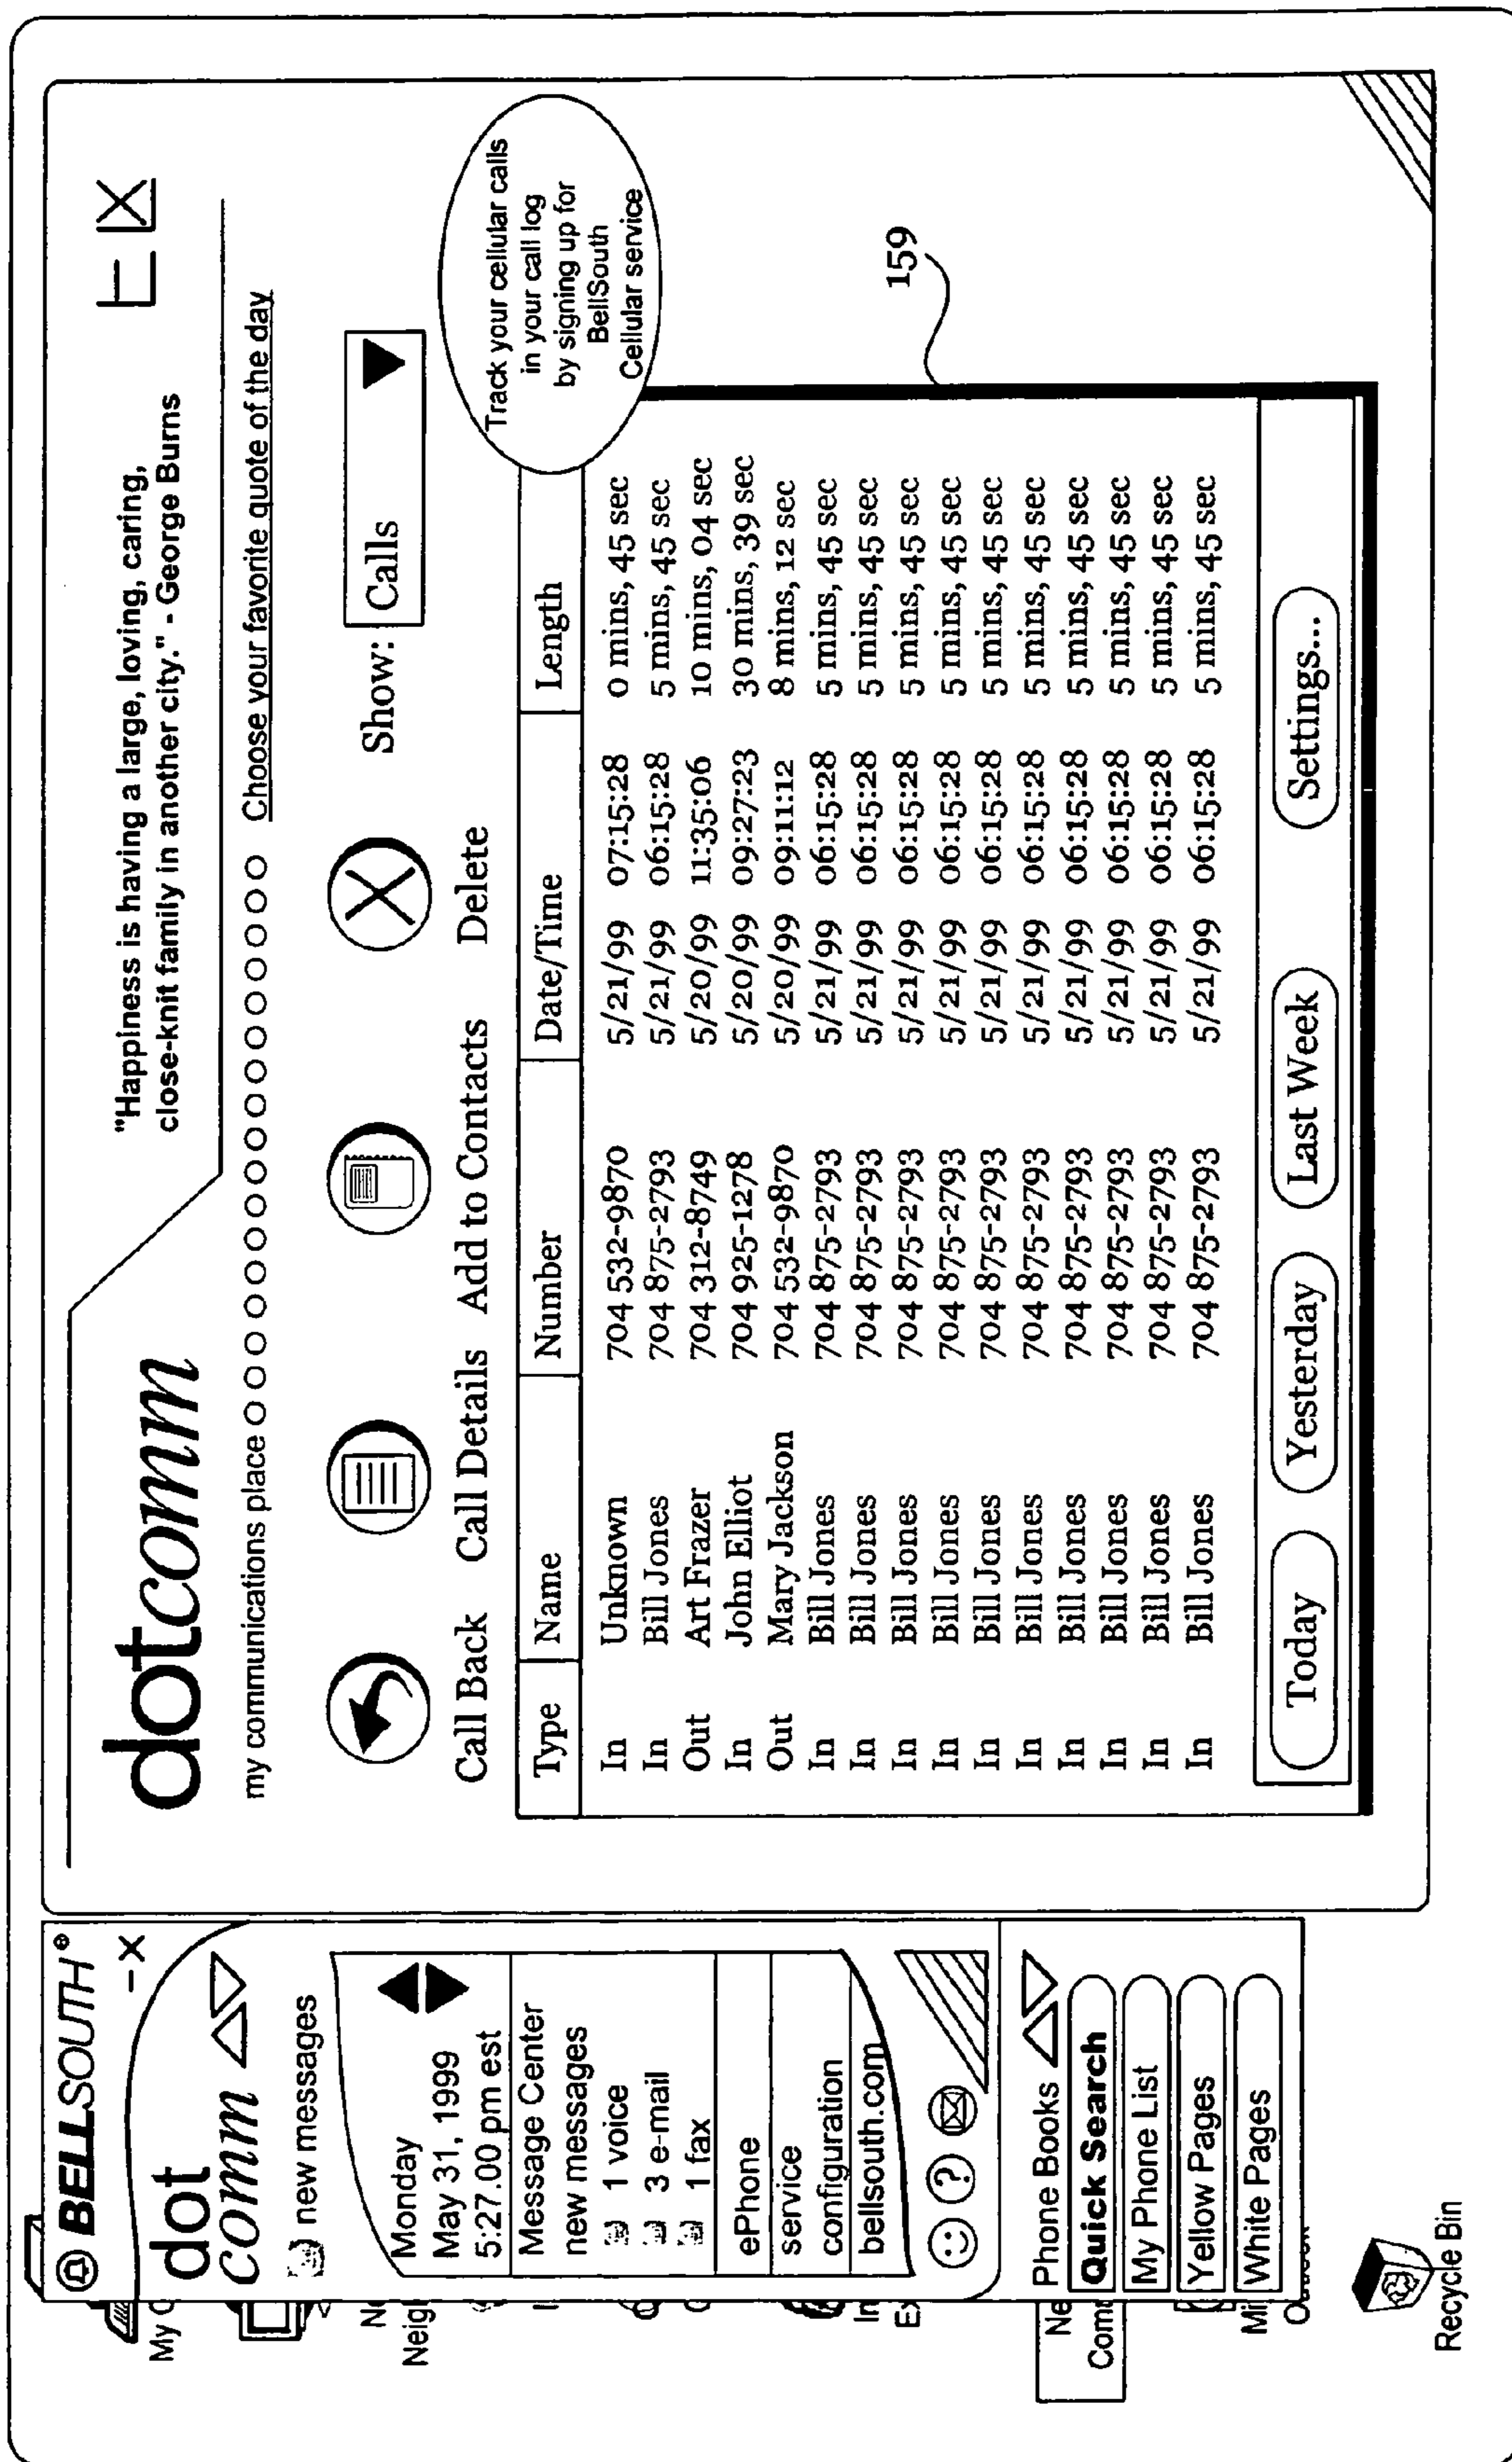 BELLSOUTH®
– X
dot
comm
new messages
Monday
May 31, 1999
5:27.00 pm est
Message Center
new messages
1 voice
3 e-mail
1 fax
ePhone
service
configuration
bellsouth.com
?
Phone Books
Quick Search
My Phone List
Yellow Pages
White Pages
My C
Neig
In
Ex
Ne
Com
Mi
Recycle Bin
dotcomm
"Happiness is having a large, loving, caring,
close-knit family in another city." - George Burns
my communications place
Choose your favorite quote of the day
Call Back Call Details Add to Contacts Delete
Show: Calls
Track your cellular calls
in your call log
by signing up for
BellSouth
Cellular service
159
Type Name Number Date/Time Length
In Unknown 704 532-9870 5/21/99 07:15:28 0 mins, 45 sec
In Bill Jones 704 875-2793 5/21/99 06:15:28 5 mins, 45 sec
Out Art Frazer 704 312-8749 5/20/99 11:35:06 10 mins, 04 sec
In John Elliot 704 925-1278 5/20/99 09:27:23 30 mins, 39 sec
Out Mary Jackson 704 532-9870 5/20/99 09:11:12 8 mins, 12 sec
In Bill Jones 704 875-2793 5/21/99 06:15:28 5 mins, 45 sec
In Bill Jones 704 875-2793 5/21/99 06:15:28 5 mins, 45 sec
In Bill Jones 704 875-2793 5/21/99 06:15:28 5 mins, 45 sec
In Bill Jones 704 875-2793 5/21/99 06:15:28 5 mins, 45 sec
In Bill Jones 704 875-2793 5/21/99 06:15:28 5 mins, 45 sec
In Bill Jones 704 875-2793 5/21/99 06:15:28 5 mins, 45 sec
In Bill Jones 704 875-2793 5/21/99 06:15:28 5 mins, 45 sec
In Bill Jones 704 875-2793 5/21/99 06:15:28 5 mins, 45 sec
In Bill Jones 704 875-2793 5/21/99 06:15:28 5 mins, 45 sec
In Bill Jones 704 875-2793 5/21/99 06:15:28 5 mins, 45 sec
Today Yesterday Last Week Settings...